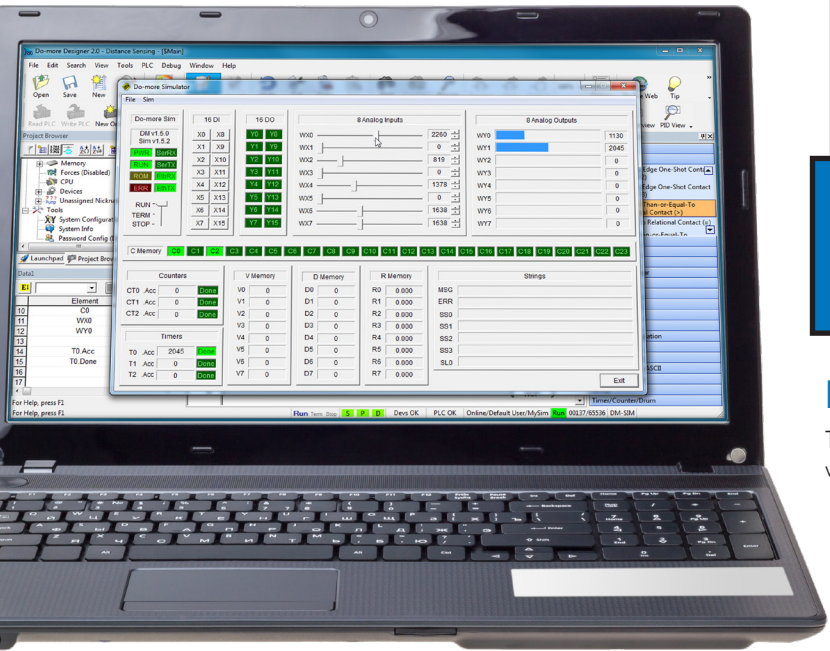 Do-more Designer 2.0 - Distance Sensing - [$Main]
File Edit Search View Tools PLC Debug Window Help
Open Save New
Web Tip
Read PLC Write PLC
PID View
Project Browser
Memory
Forces (Disabled)
CPU
Devices
Tools
System Info
Launchpad
Data1
Element
10 C0
11 WX0
12 WY0
13
14 T0.Acc
15 T0.Done
16
17
Do-more Simulator
File Sim
Do-more Sim
DM v1.5.0
Sim v1.5.2
PWR SerRX
RUN SerTX
ROM EthRX
ERR EthTX
RUN -
TERM -
STOP -
16 DI
X0 X8
X1 X9
X2 X10
X3 X11
X4 X12
X5 X13
X6 X14
X7 X15
16 DO
Y0 Y8
Y1 Y9
Y2 Y10
Y3 Y11
Y4 Y12
Y5 Y13
Y6 Y14
Y7 Y15
8 Analog Inputs
WX0 2260
WX1 0
WX2 819
WX3 0
WX4 1378
WX5 0
WX6 1638
WX7 1638
8 Analog Outputs
WY0 1130
WY1 2045
WY2 0
WY3 0
WY4 0
WY5 0
WY6 0
WY7 0
C Memory C0 C1 C2 C3 C4 C5 C6 C7 C8 C9 C10 C11 C12 C13 C14 C15 C16 C17 C18 C19 C20 C21 C22 C23
Counters
CT0 .Acc 0 Done
CT1 .Acc 0 Done
CT2 .Acc 0 Done
Timers
T0 .Acc 2045 Done
T1 .Acc 0 Done
T2 .Acc 0 Done
V Memory
V0 0
V1 0
V2 0
V3 0
V4 0
V5 0
V6 0
V7 0
D Memory
D0 0
D1 0
D2 0
D3 0
D4 0
D5 0
D6 0
D7 0
R Memory
R0 0.000
R1 0.000
R2 0.000
R3 0.000
R4 0.000
R5 0.000
R6 0.000
R7 0.000
Strings
MSG
ERR
SS0
SS1
SS2
SS3
SL0
Exit
Edge One-Shot Contact
Than-or-Equal-To
Relational Contact
ASCII
Timer/Counter/Drum
For Help, press F1
For Help, press F1
Run Term Stop S P D Devs OK PLC OK Online/Default User/MySim Run 00137/65536 DM-SIM